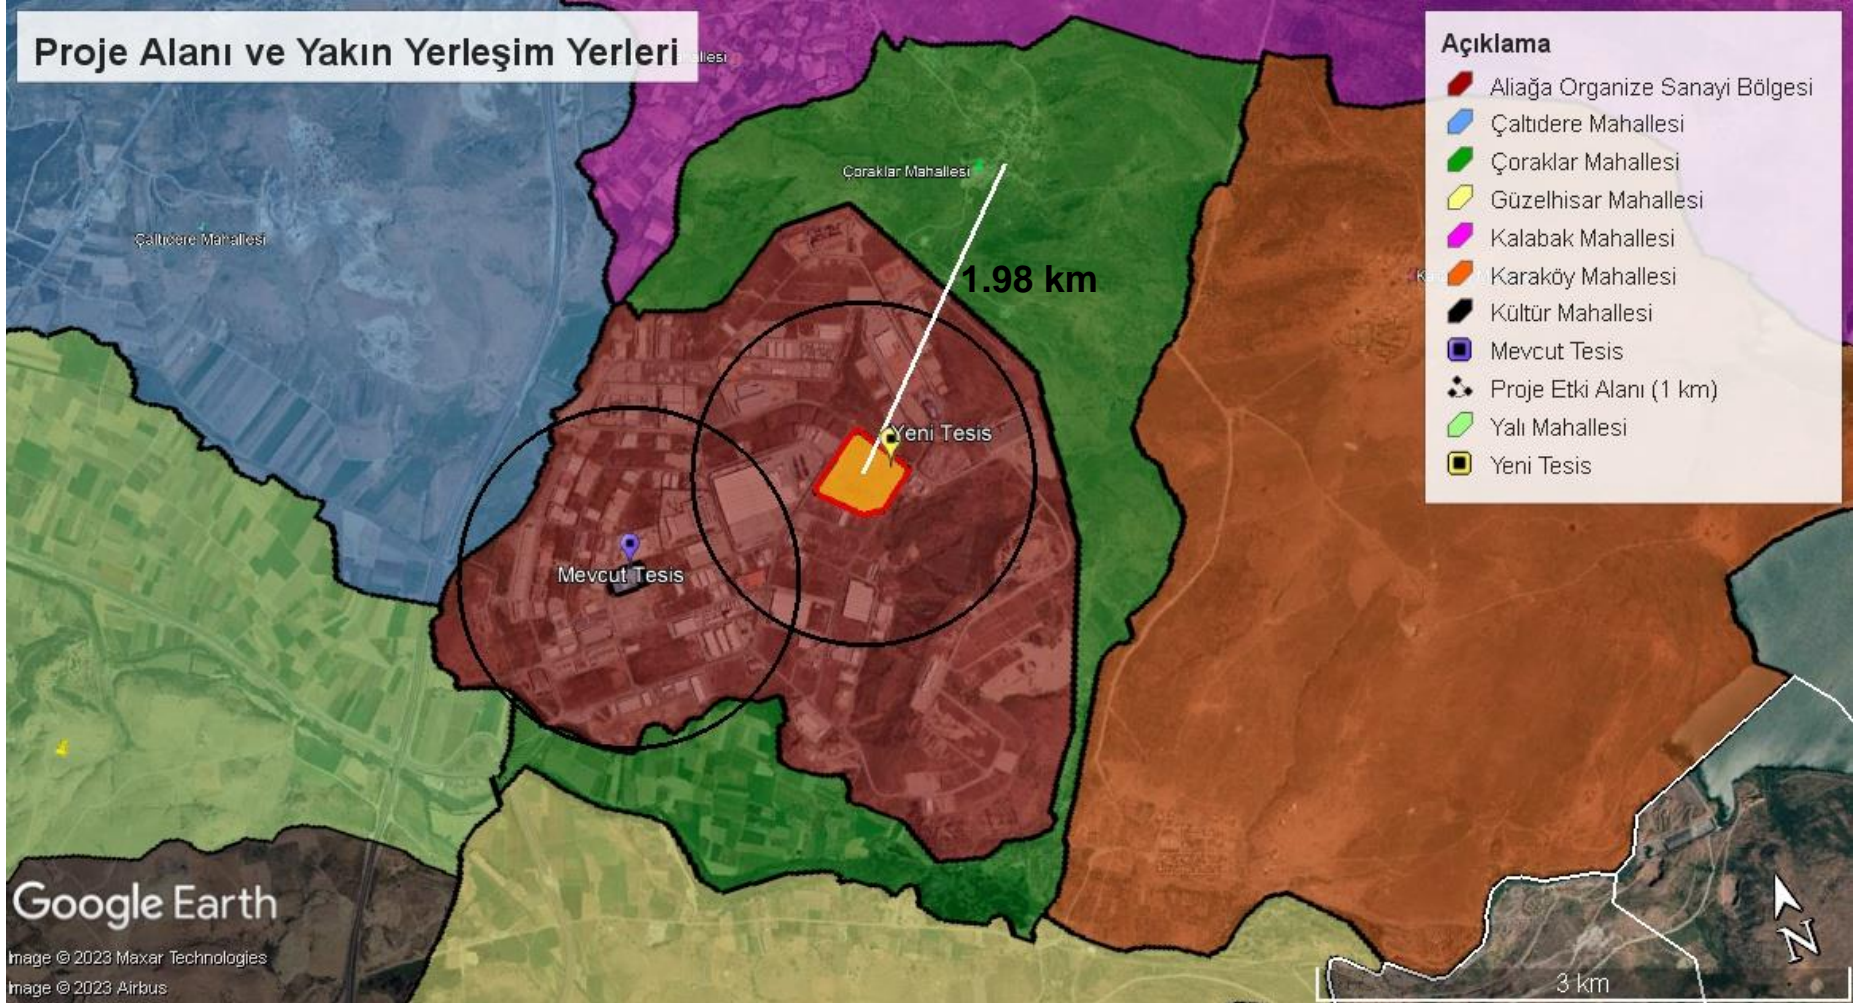 Proje Alanı ve Yakın Yerleşim Yerleri
allesi
Açıklama
Aliağa Organize Sanayi Bölgesi
Çaltıdere Mahallesi
Çoraklar Mahallesi
Güzelhisar Mahallesi
Kalabak Mahallesi
Karaköy Mahallesi
Kültür Mahallesi
Mevcut Tesis
Proje Etki Alanı (1 km)
Yalı Mahallesi
Yeni Tesis
Çoraklar Mahallesi
Çaltıdere Mahallesi
1.98 km
Yeni Tesis
Mevcut Tesis
Google Earth
Image © 2023 Maxar Technologies
Image © 2023 Airbus
N
3 km